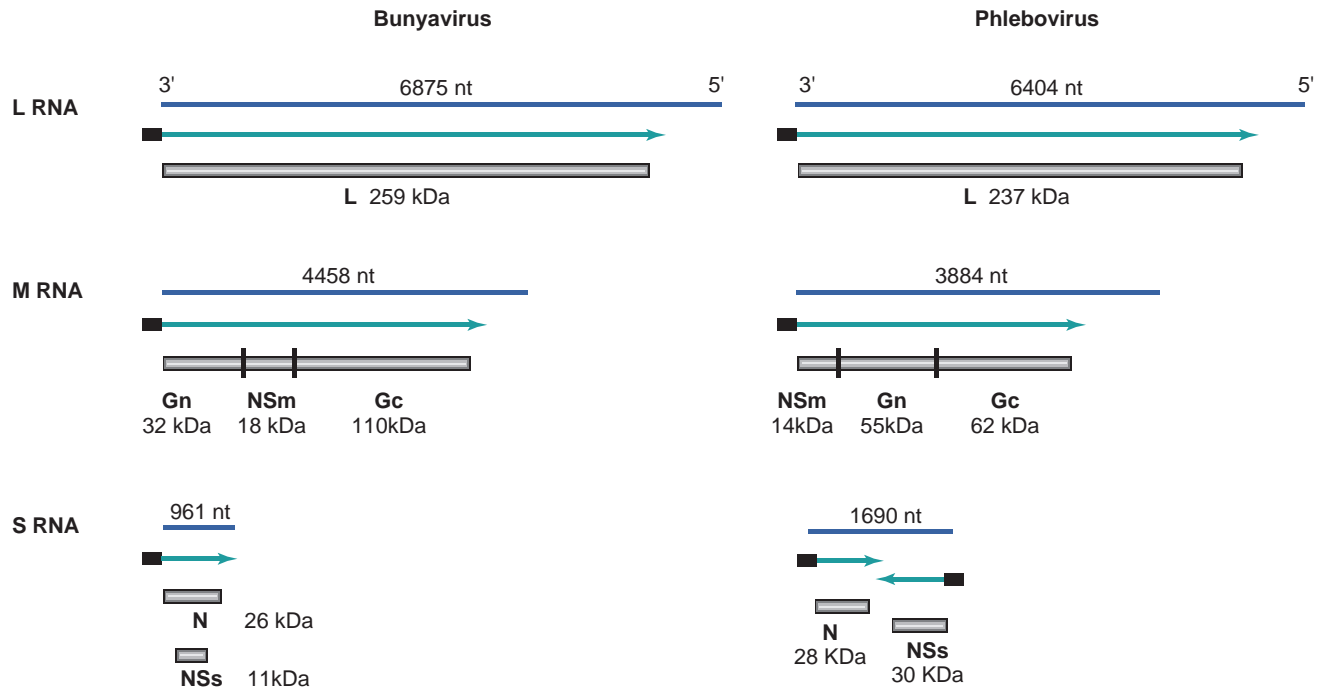 Bunyavirus Phlebovirus
3' 5' 3' 5'
6875 nt 6404 nt
L RNA
L 259 kDa L 237 kDa
4458 nt 3884 nt
M RNA
Gn NSm Gc NSm Gn Gc
32 kDa 18 kDa 110kDa 14kDa 55kDa 62 kDa
961 nt 1690 nt
S RNA
N 26 kDa N
28 KDa
NSs 11kDa NSs
30 KDa